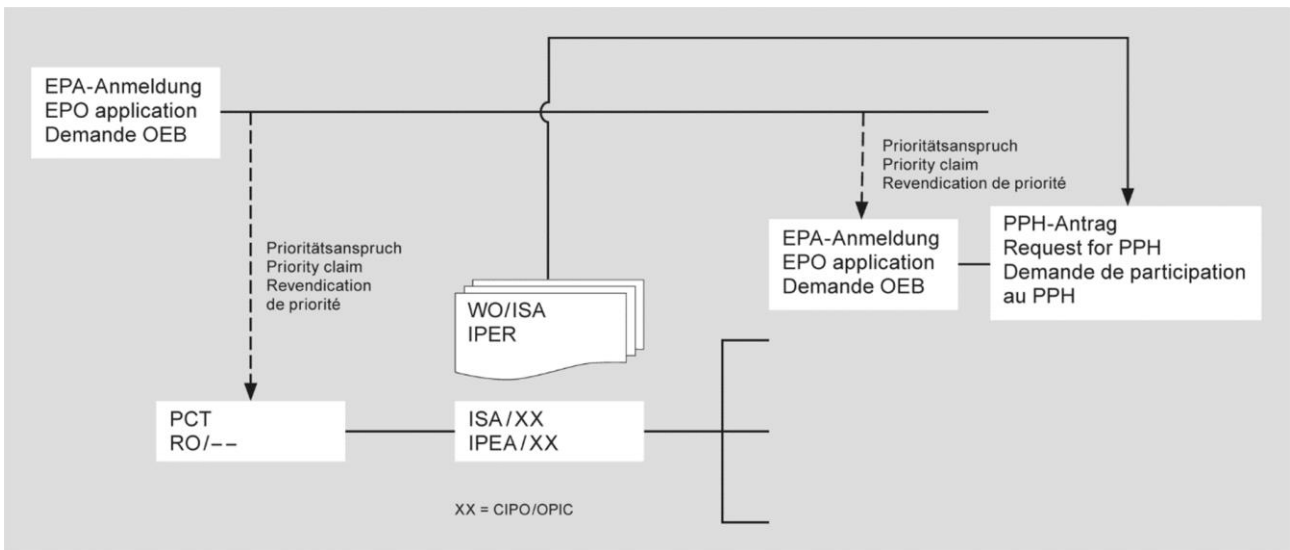 EPA-Anmeldung
EPO application
Demande OEB
Prioritätsanspruch
Priority claim
Revendication de priorité
EPA-Anmeldung
EPO application
Demande OEB
PPH-Antrag
Request for PPH
Demande de participation
au PPH
Prioritätsanspruch
Priority claim
Revendication
de priorité
WO/ISA
IPER
PCT
RO/––
ISA/XX
IPEA/XX
XX = CIPO/OPIC